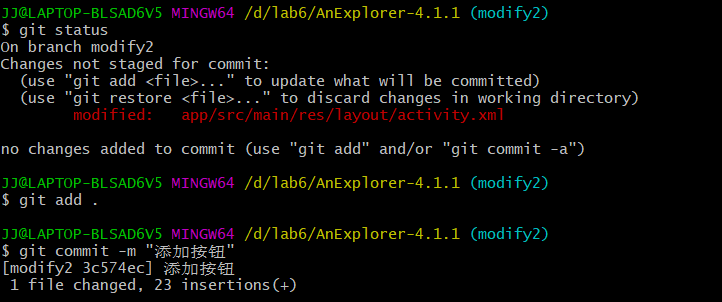 JJ@LAPTOP-BLSAD6V5 MINGW64 /d/lab6/AnExplorer-4.1.1 (modify2)
$ git status
On branch modify2
Changes not staged for commit:
  (use "git add <file>..." to update what will be committed)
  (use "git restore <file>..." to discard changes in working directory)
        modified:   app/src/main/res/layout/activity.xml

no changes added to commit (use "git add" and/or "git commit -a")

JJ@LAPTOP-BLSAD6V5 MINGW64 /d/lab6/AnExplorer-4.1.1 (modify2)
$ git add .

JJ@LAPTOP-BLSAD6V5 MINGW64 /d/lab6/AnExplorer-4.1.1 (modify2)
$ git commit -m "添加按钮"
[modify2 3c574ec] 添加按钮
 1 file changed, 23 insertions(+)